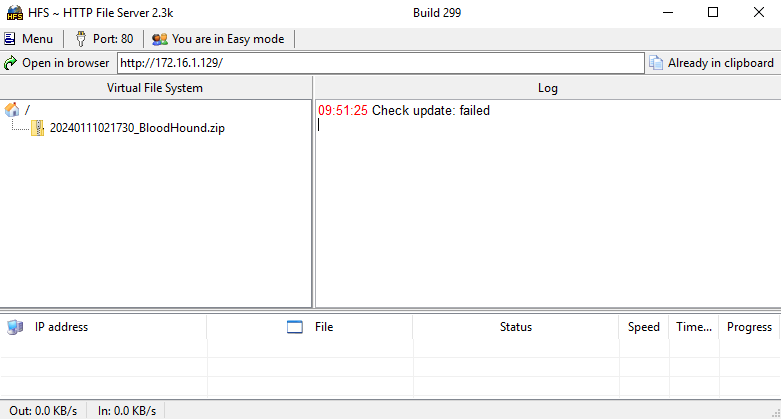 HFS ~ HTTP File Server 2.3k Build 299
Menu Port: 80 You are in Easy mode
Open in browser http://172.16.1.129/ Already in clipboard
Virtual File System Log
/ 09:51:25 Check update: failed
20240111021730_BloodHound.zip
IP address File Status Speed Time... Progress
Out: 0.0 KB/s In: 0.0 KB/s